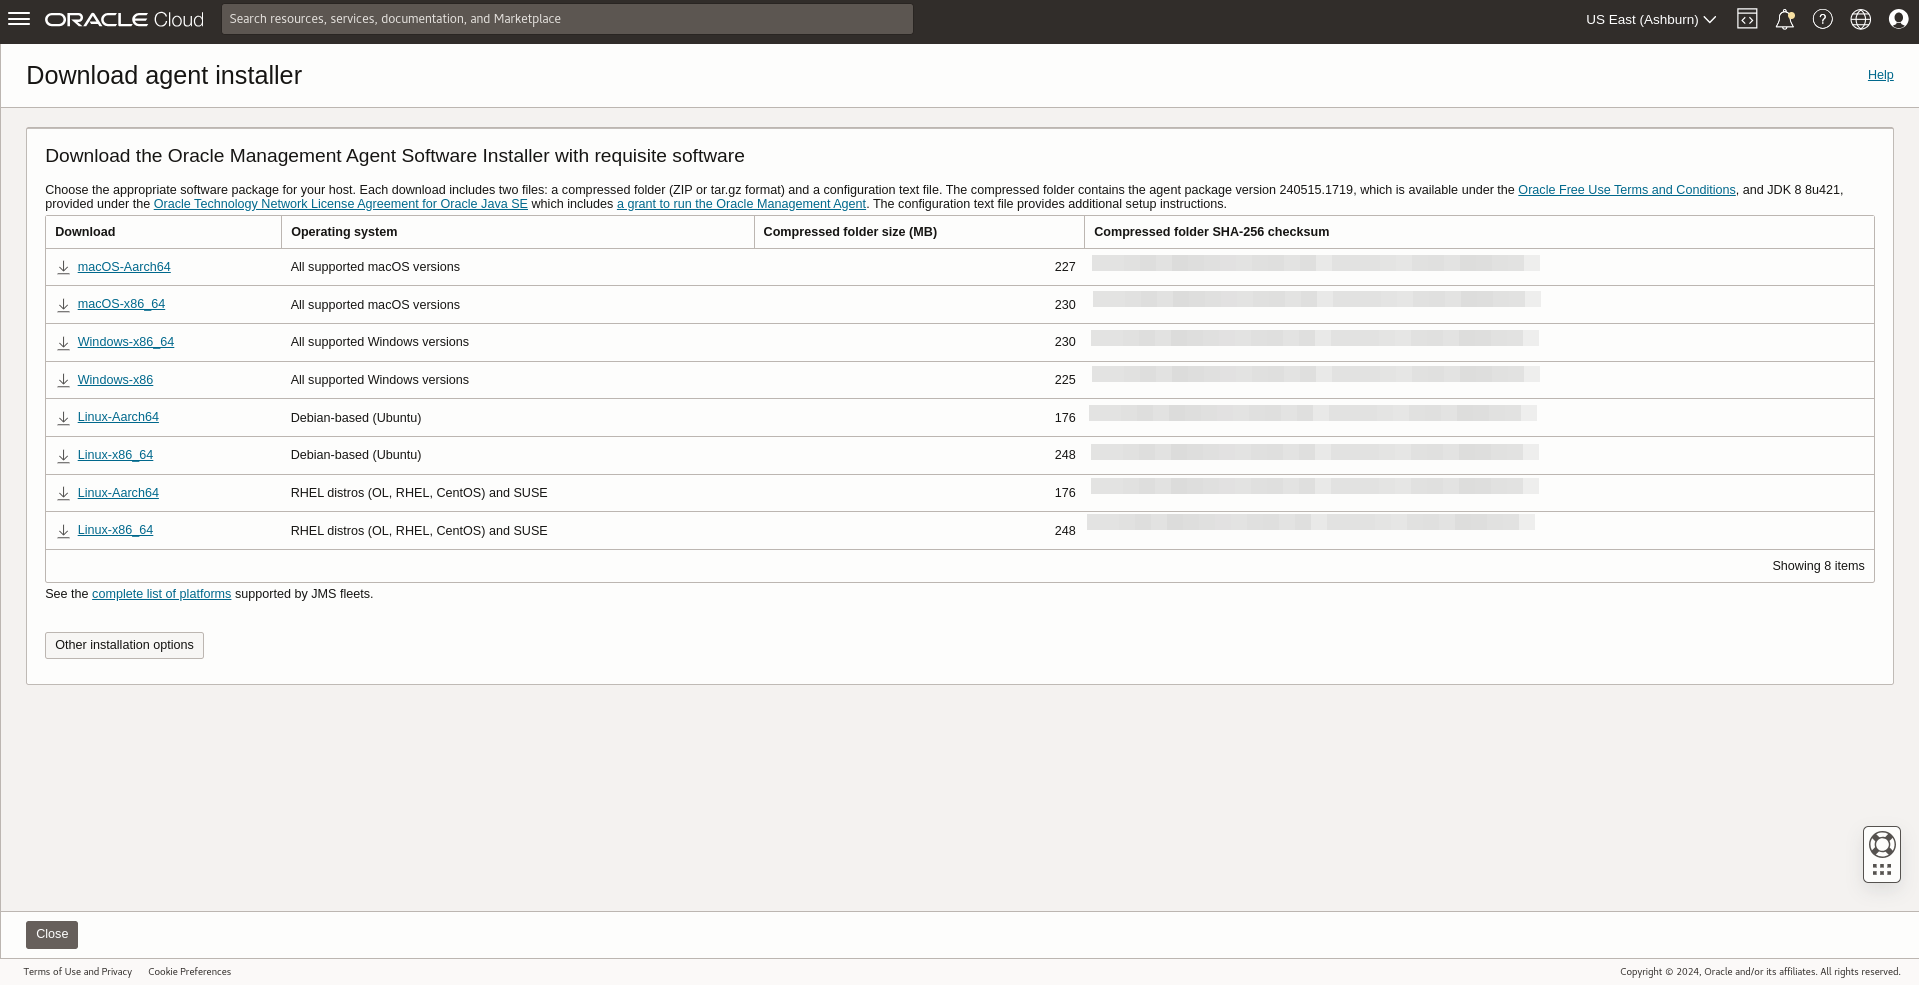 ORACLE Cloud
Search resources, services, documentation, and Marketplace
US East (Ashburn)
Download agent installer
Help
Download the Oracle Management Agent Software Installer with requisite software
Choose the appropriate software package for your host. Each download includes two files: a compressed folder (ZIP or tar.gz format) and a configuration text file. The compressed folder contains the agent package version 240515.1719, which is available under the Oracle Free Use Terms and Conditions, and JDK 8 8u421,
provided under the Oracle Technology Network License Agreement for Oracle Java SE which includes a grant to run the Oracle Management Agent. The configuration text file provides additional setup instructions.
Download Operating system Compressed folder size (MB) Compressed folder SHA-256 checksum
macOS-Aarch64 All supported macOS versions 227
macOS-x86_64 All supported macOS versions 230
Windows-x86_64 All supported Windows versions 230
Windows-x86 All supported Windows versions 225
Linux-Aarch64 Debian-based (Ubuntu) 176
Linux-x86_64 Debian-based (Ubuntu) 248
Linux-Aarch64 RHEL distros (OL, RHEL, CentOS) and SUSE 176
Linux-x86_64 RHEL distros (OL, RHEL, CentOS) and SUSE 248
Showing 8 items
See the complete list of platforms supported by JMS fleets.
Other installation options
Close
Terms of Use and Privacy Cookie Preferences
Copyright © 2024, Oracle and/or its affiliates. All rights reserved.